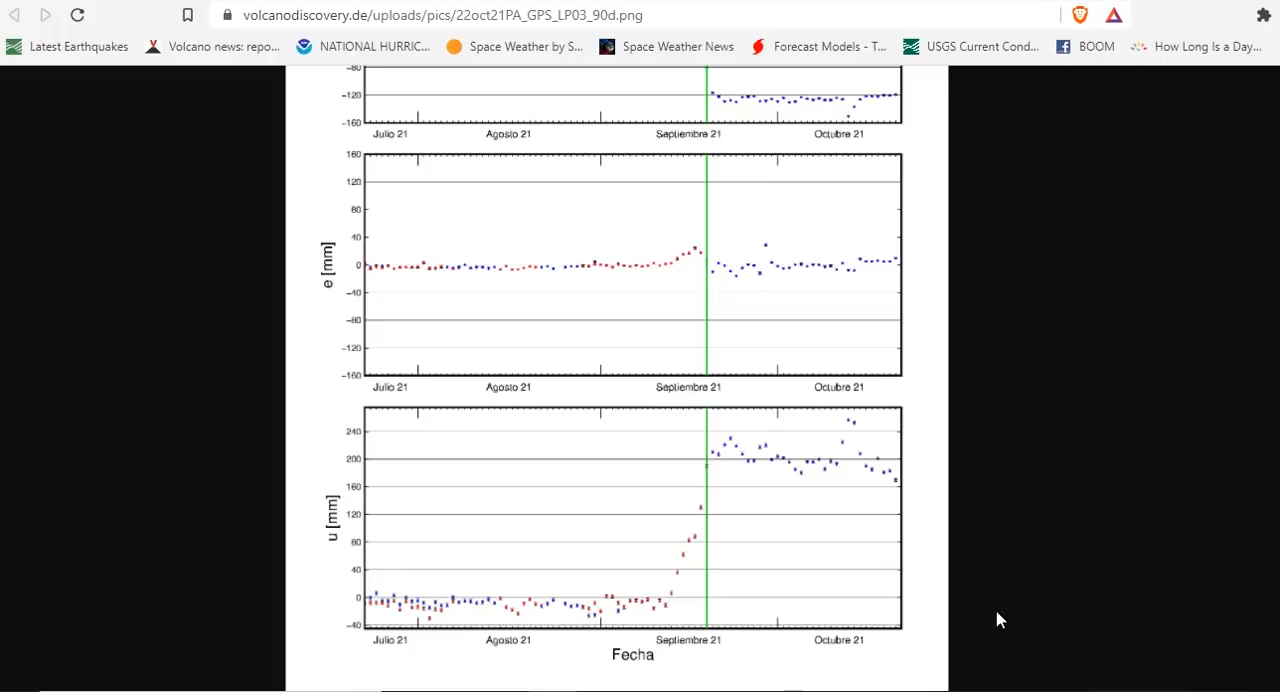 volcanodiscovery.de/uploads/pics/22oct21PA_GPS_LP03_90d.png
Latest Earthquakes Volcano news: repo... NATIONAL HURRIC... Space Weather by S... Space Weather News Forecast Models - T... USGS Current Cond... BOOM How Long Is a Day...
-80
-120
-160
Julio 21 Agosto 21 Septiembre 21 Octubre 21
160
120
80
40
0
-40
-80
-120
-160
e [mm]
Julio 21 Agosto 21 Septiembre 21 Octubre 21
240
200
160
120
80
40
0
-40
u [mm]
Julio 21 Agosto 21 Septiembre 21 Octubre 21
Fecha